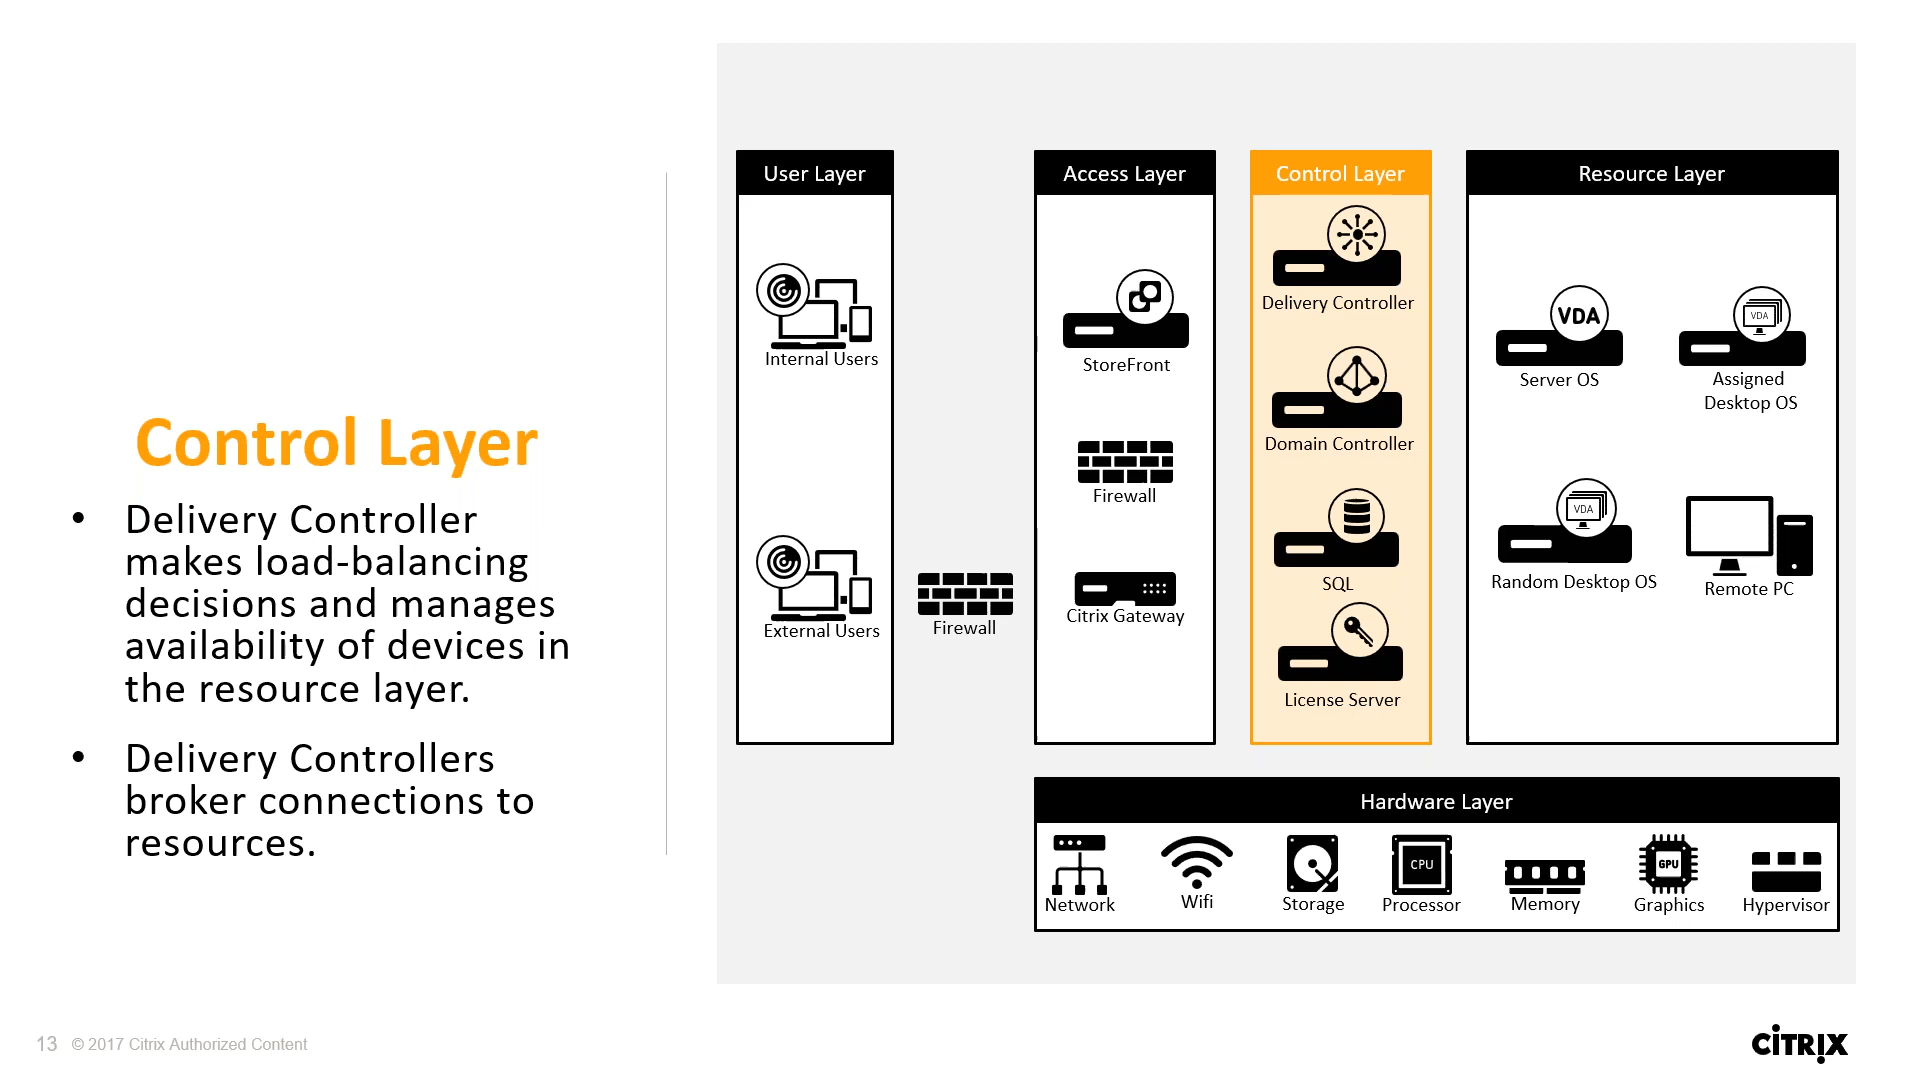 Control Layer
• Delivery Controller
makes load-balancing
decisions and manages
availability of devices in
the resource layer.
• Delivery Controllers
broker connections to
resources.
User Layer
Internal Users
External Users
Firewall
Access Layer
StoreFront
Firewall
Citrix Gateway
Control Layer
Delivery Controller
Domain Controller
SQL
License Server
Resource Layer
VDA
Server OS
VDA
Assigned
Desktop OS
VDA
Random Desktop OS
Remote PC
Hardware Layer
Network
Wifi
Storage
CPU
Processor
Memory
GPU
Graphics
Hypervisor
13 © 2017 Citrix Authorized Content
CITRIX